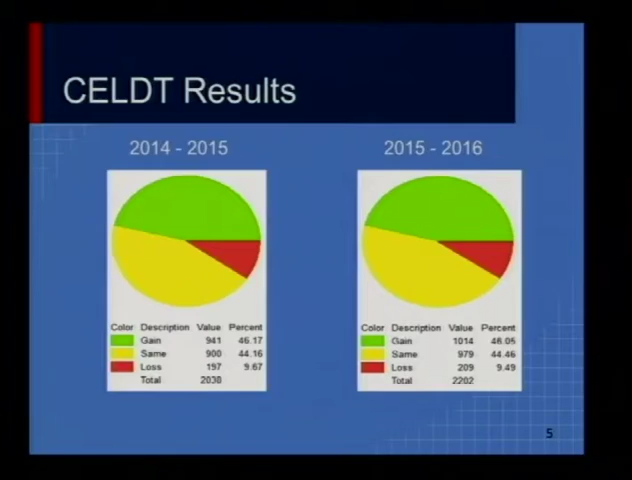 CELDT Results
2014 - 2015
Color Description Value Percent
Gain 941 46.17
Same 900 44.16
Loss 197 9.67
Total 2038
2015 - 2016
Color Description Value Percent
Gain 1014 46.05
Same 979 44.46
Loss 209 9.49
Total 2202
5